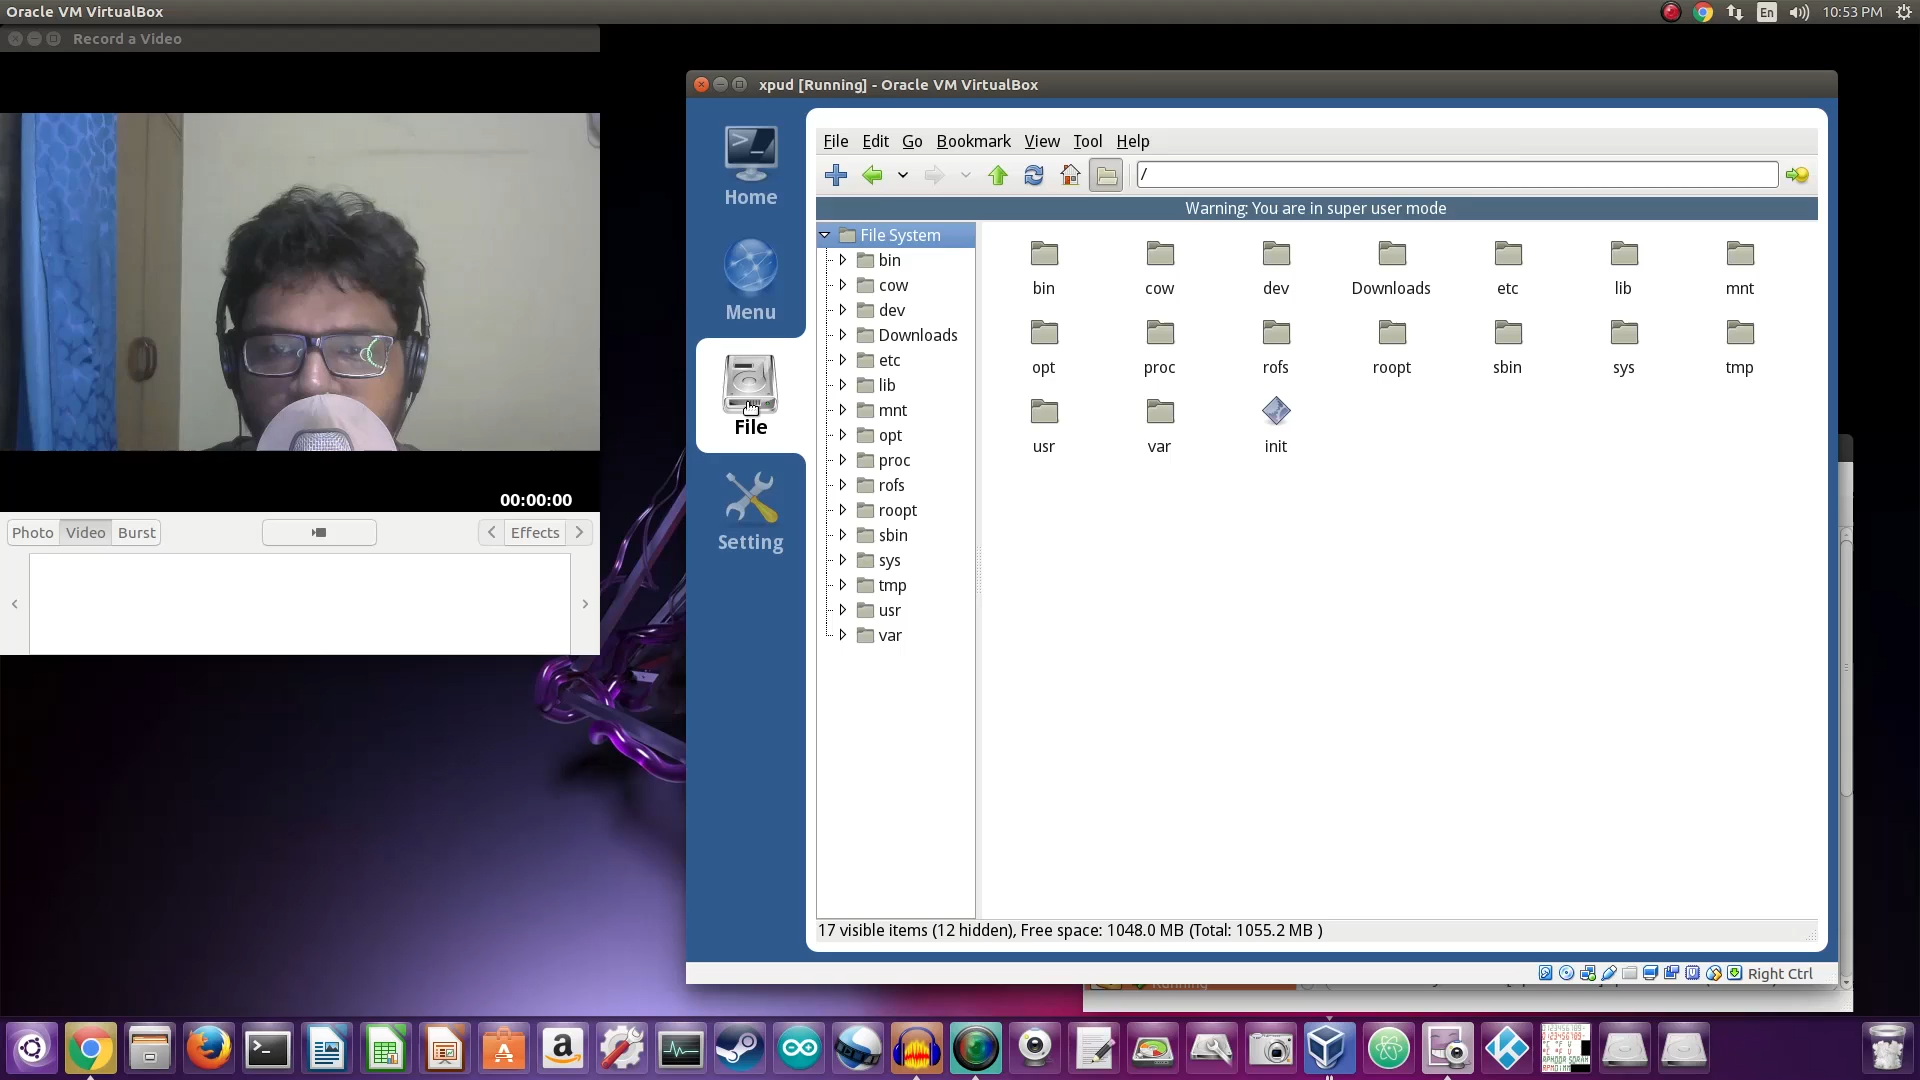 Oracle VM VirtualBox
En
10:53 PM
Record a Video
00:00:00
Photo
Video
Burst
Effects
xpud [Running] - Oracle VM VirtualBox
Home
Menu
File
Setting
File Edit Go Bookmark View Tool Help
/
Warning: You are in super user mode
File System
bin
cow
dev
Downloads
etc
lib
mnt
opt
proc
rofs
roopt
sbin
sys
tmp
usr
var
bin cow dev Downloads etc lib mnt
opt proc rofs roopt sbin sys tmp
usr var init
17 visible items (12 hidden), Free space: 1048.0 MB (Total: 1055.2 MB )
Right Ctrl
Running